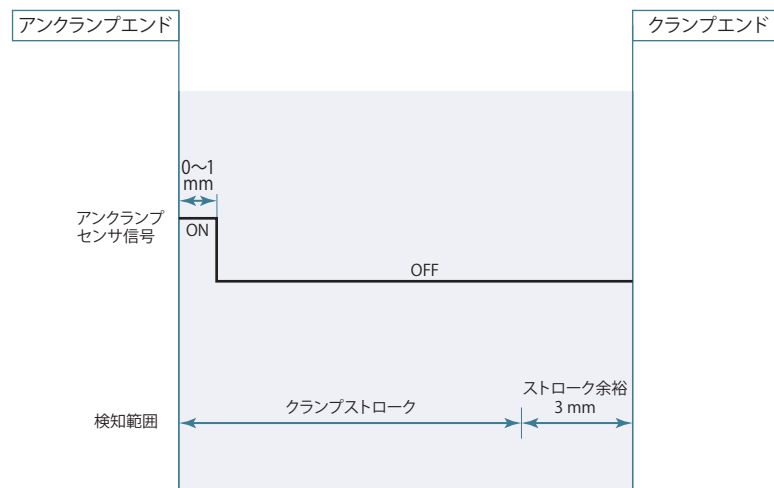 アンクランプエンド
クランプエンド
0〜1
mm
アンクランプ
センサ信号
ON
OFF
ストローク余裕
3 mm
クランプストローク
検知範囲